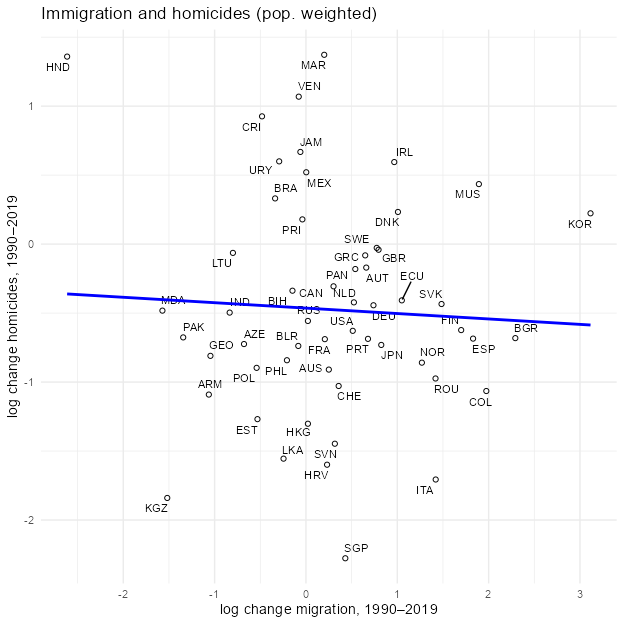 Immigration and homicides (pop. weighted)
HND
MAR
VEN
CRI
JAM
IRL
URY
MEX
BRA
MUS
PRI
DNK
KOR
SWE
LTU
GRC
GBR
PAN
AUT
ECU
MDA
IND
BIH
CAN
NLD
SVK
RUS
DEU
USA
FIN
BGR
PAK
GEO
AZE
BLR
FRA
PRT
JPN
NOR
ESP
ARM
POL
PHL
AUS
CHE
ROU
COL
EST
HKG
LKA
SVN
HRV
ITA
KGZ
SGP
1
0
-1
-2
-2
-1
0
1
2
3
log change homicides, 1990–2019
log change migration, 1990–2019